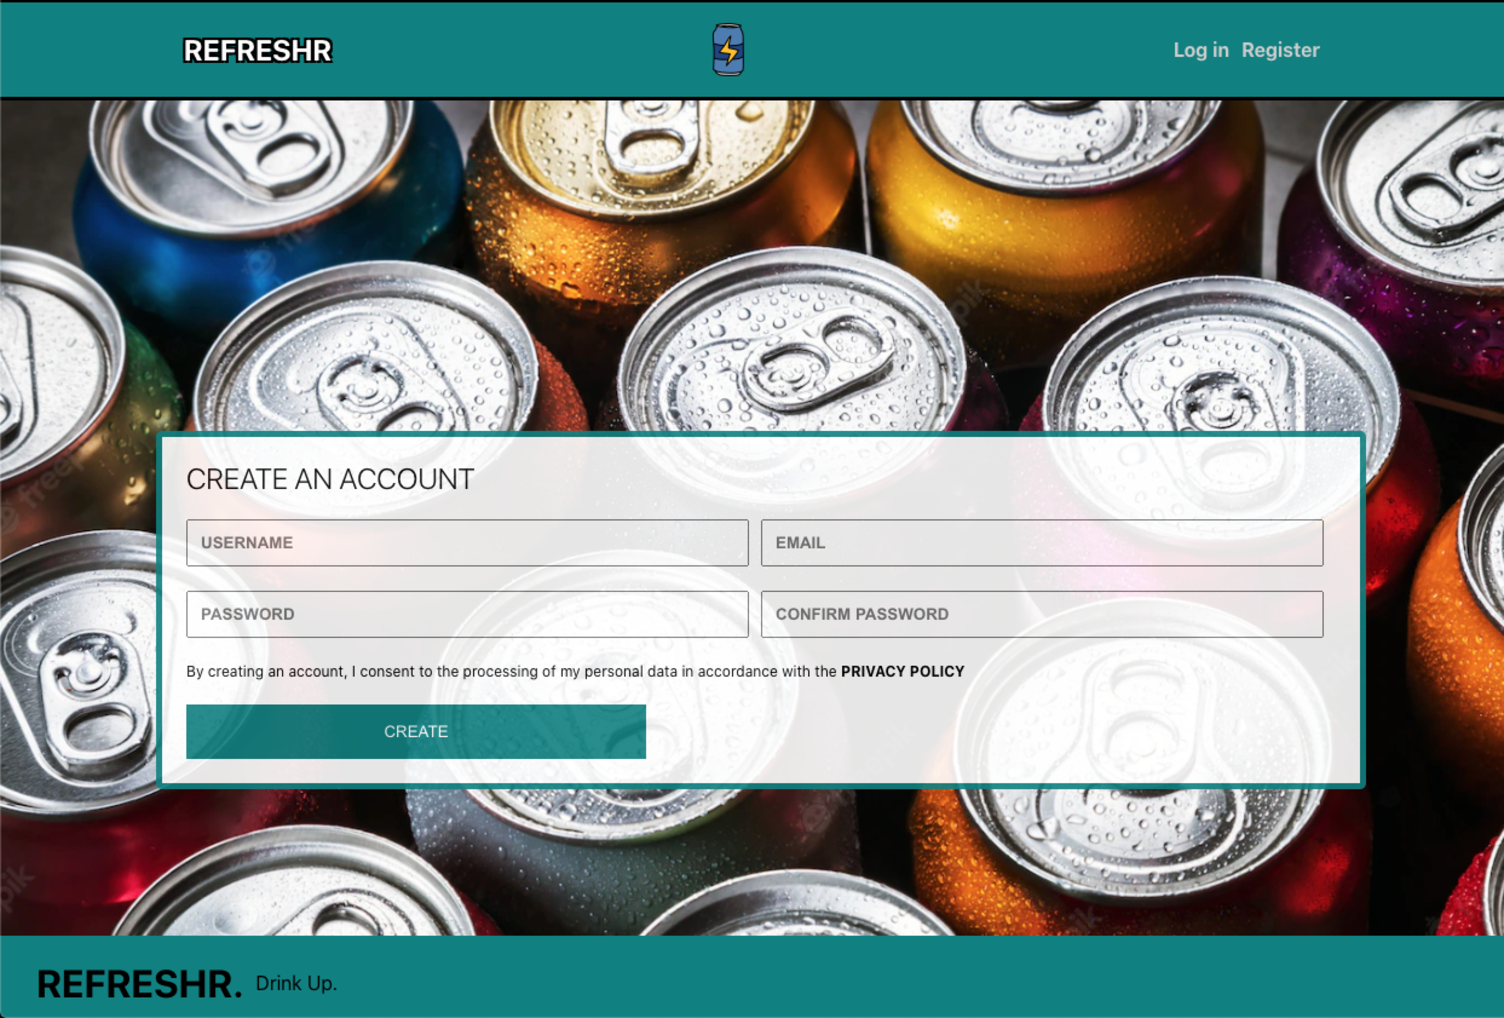 REFRESHR
Log in Register
CREATE AN ACCOUNT
USERNAME EMAIL
PASSWORD CONFIRM PASSWORD
By creating an account, I consent to the processing of my personal data in accordance with the PRIVACY POLICY
CREATE
REFRESHR. Drink Up.